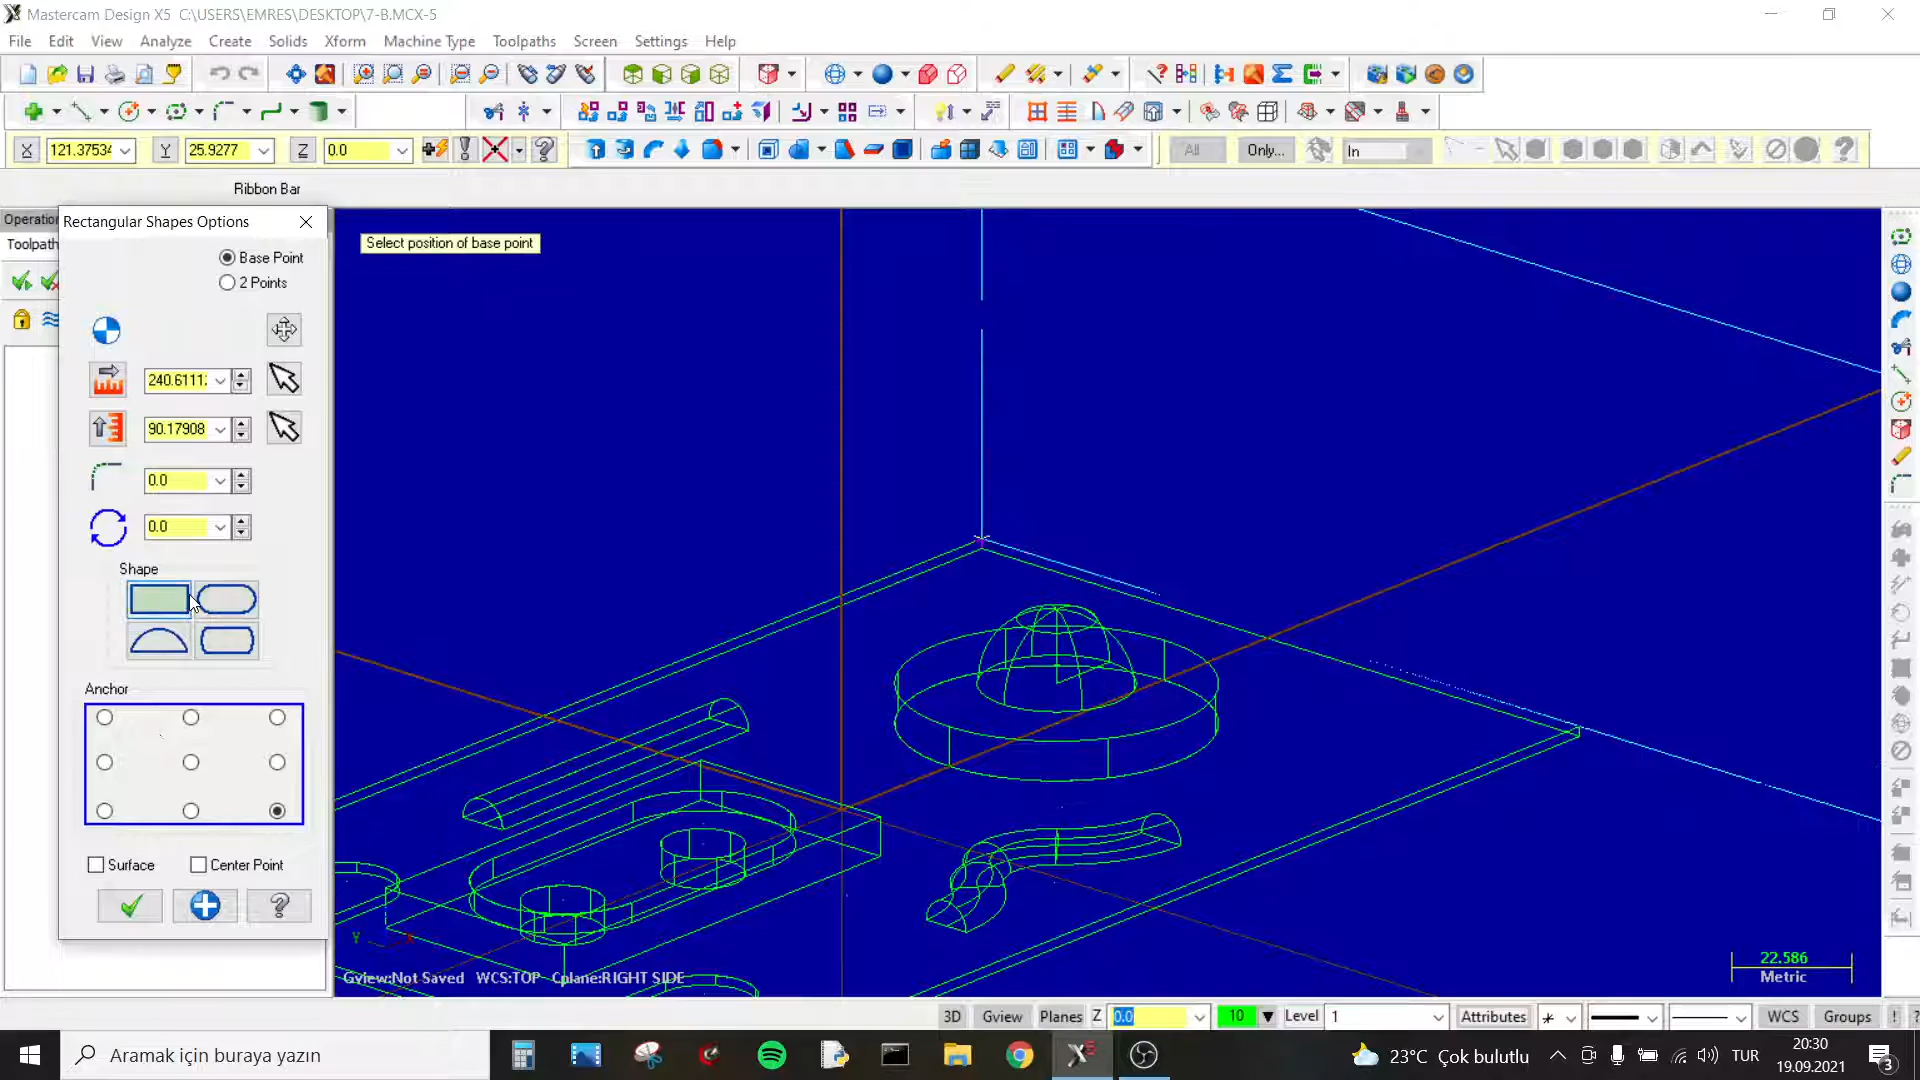 Mastercam Design X5 C:\USERS\EMRES\DESKTOP\7-B.MCX-5
File Edit View Analyze Create Solids Xform Machine Type Toolpaths Screen Settings Help
X 121.37534 Y 25.9277 Z 0.0 All Only... In
Ribbon Bar
Operation
Toolpath
Rectangular Shapes Options
Base Point
2 Points
240.6111
90.17908
0.0
0.0
Shape
Anchor
Surface Center Point
Select position of base point
Y X
Gview:Not Saved WCS:TOP Cplane:RIGHT SIDE
22.586
Metric
3D Gview Planes Z 0.0 10 Level 1 Attributes WCS Groups ! ?
Aramak için buraya yazın
23°C Çok bulutlu TUR
20:30
19.09.2021
3